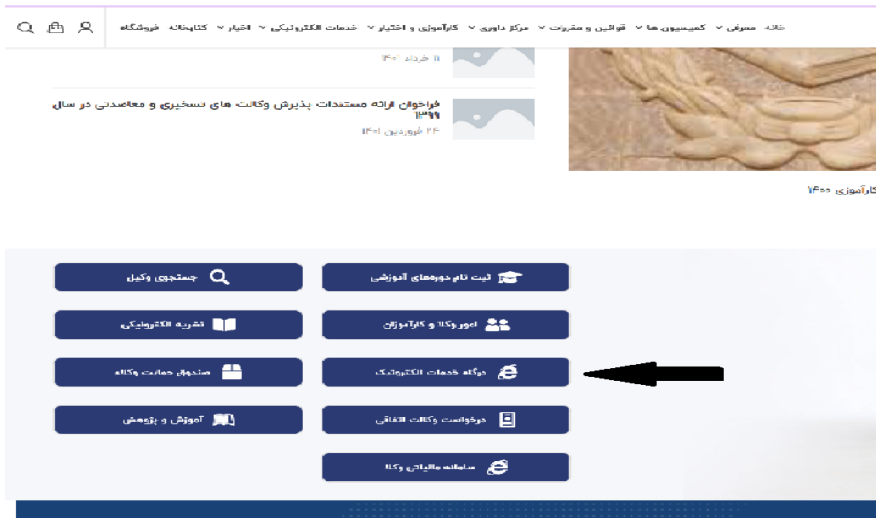 خانه معرفی کمیسیون ها قوانین و مقررات مرکز داوری کارآموزی و اختبار خدمات الکترونیکی اخبار کتابخانه فروشگاه
۱۱ خرداد ۱۴۰۱
فراخوان ارائه مستندات پذیرش وکالت های تسخیری و معاضدتی در سال
۱۳۹۹
۲۴ فروردین ۱۴۰۱
کارآموزی ۱۴۰۰
ثبت نام دوره‌های آموزشی
جستجوی وکیل
امور وکلا و کارآموزان
نشریه الکترونیکی
درگاه خدمات الکترونیک
صندوق حمایت وکلاء
درخواست وکالت اتفاقی
آموزش و پژوهش
سامانه مالیاتی وکلا